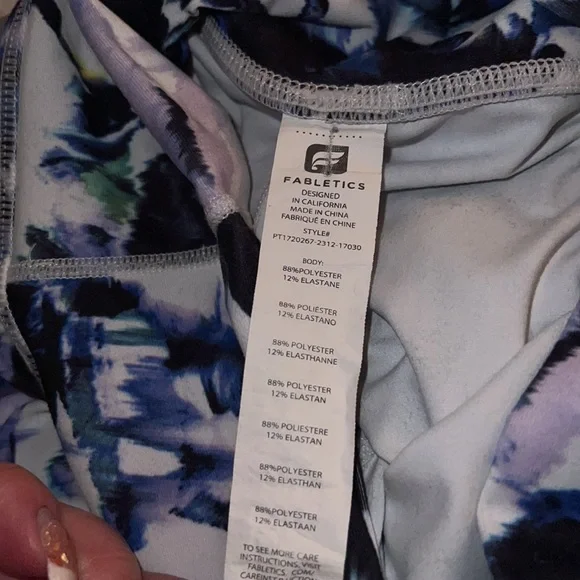 FABLETICS
DESIGNED
IN CALIFORNIA
MADE IN CHINA
FABRIQUÉ EN CHINE
STYLE#
PT1720267-2312-17030
BODY:
88%POLYESTER
12% ELASTANE
88% POLIÉSTER
12% ELASTANO
88% POLYESTER
12% ELASTHANNE
88% POLYESTER
12% ELASTAN
88% POLIESTERE
12% ELASTAN
88%POLYESTER
12% ELASTHAN
88%POLYESTER
12% ELASTAAN
TO SEE MORE CARE
INSTRUCTIONS, VISIT
FABLETICS.COM/